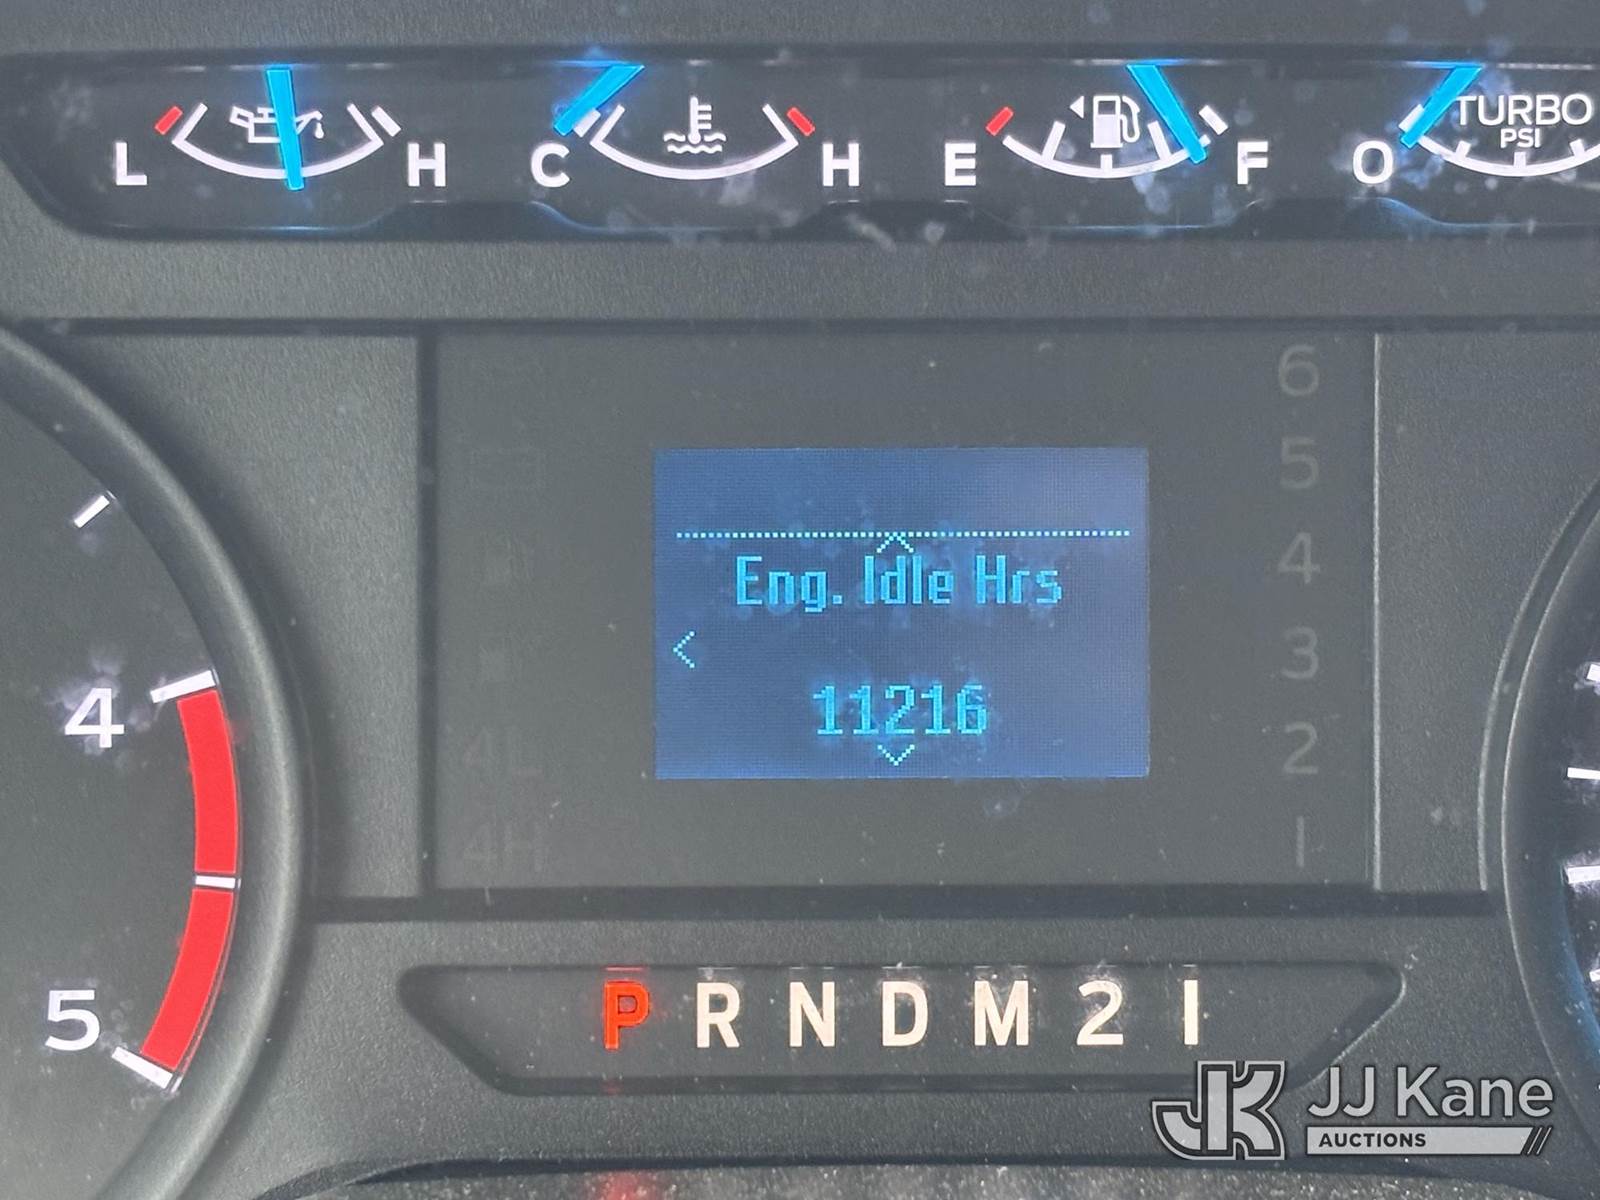 L H C H E F O TURBO
PSI
6
5
4
3
2
1
4L
4H
Eng. Idle Hrs
<
11216
4
5
P R N D M 2 1
JK JJ Kane
AUCTIONS